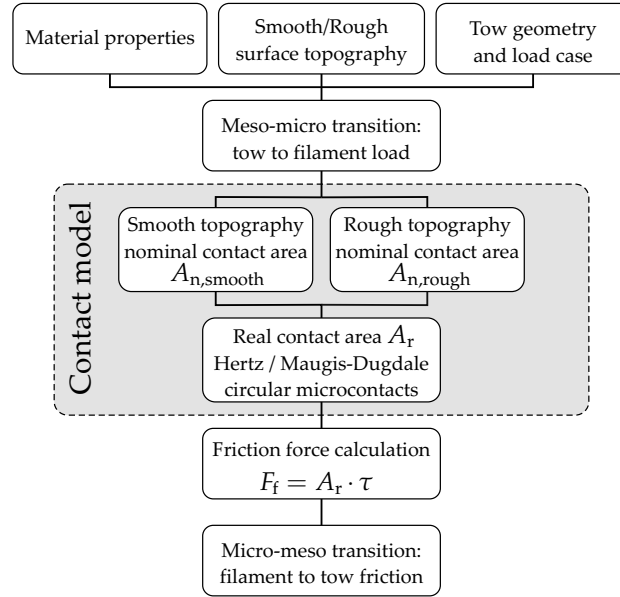 Material properties
Smooth/Rough
surface topography
Tow geometry
and load case
Meso-micro transition:
tow to filament load
Contact model
Smooth topography
nominal contact area
A_n,smooth
Rough topography
nominal contact area
A_n,rough
Real contact area A_r
Hertz / Maugis-Dugdale
circular microcontacts
Friction force calculation
F_f = A_r · τ
Micro-meso transition:
filament to tow friction